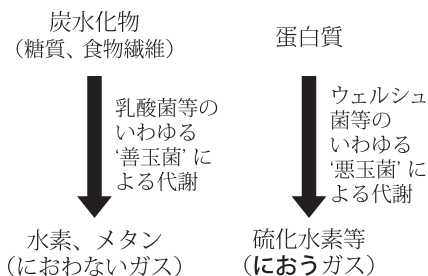 炭水化物
（糖質、食物繊維）
乳酸菌等の
いわゆる
‘善玉菌’ に
よる代謝
水素、メタン
（におわないガス）
蛋白質
ウェルシュ
菌等の
いわゆる
‘悪玉菌’ に
よる代謝
硫化水素等
（におうガス）